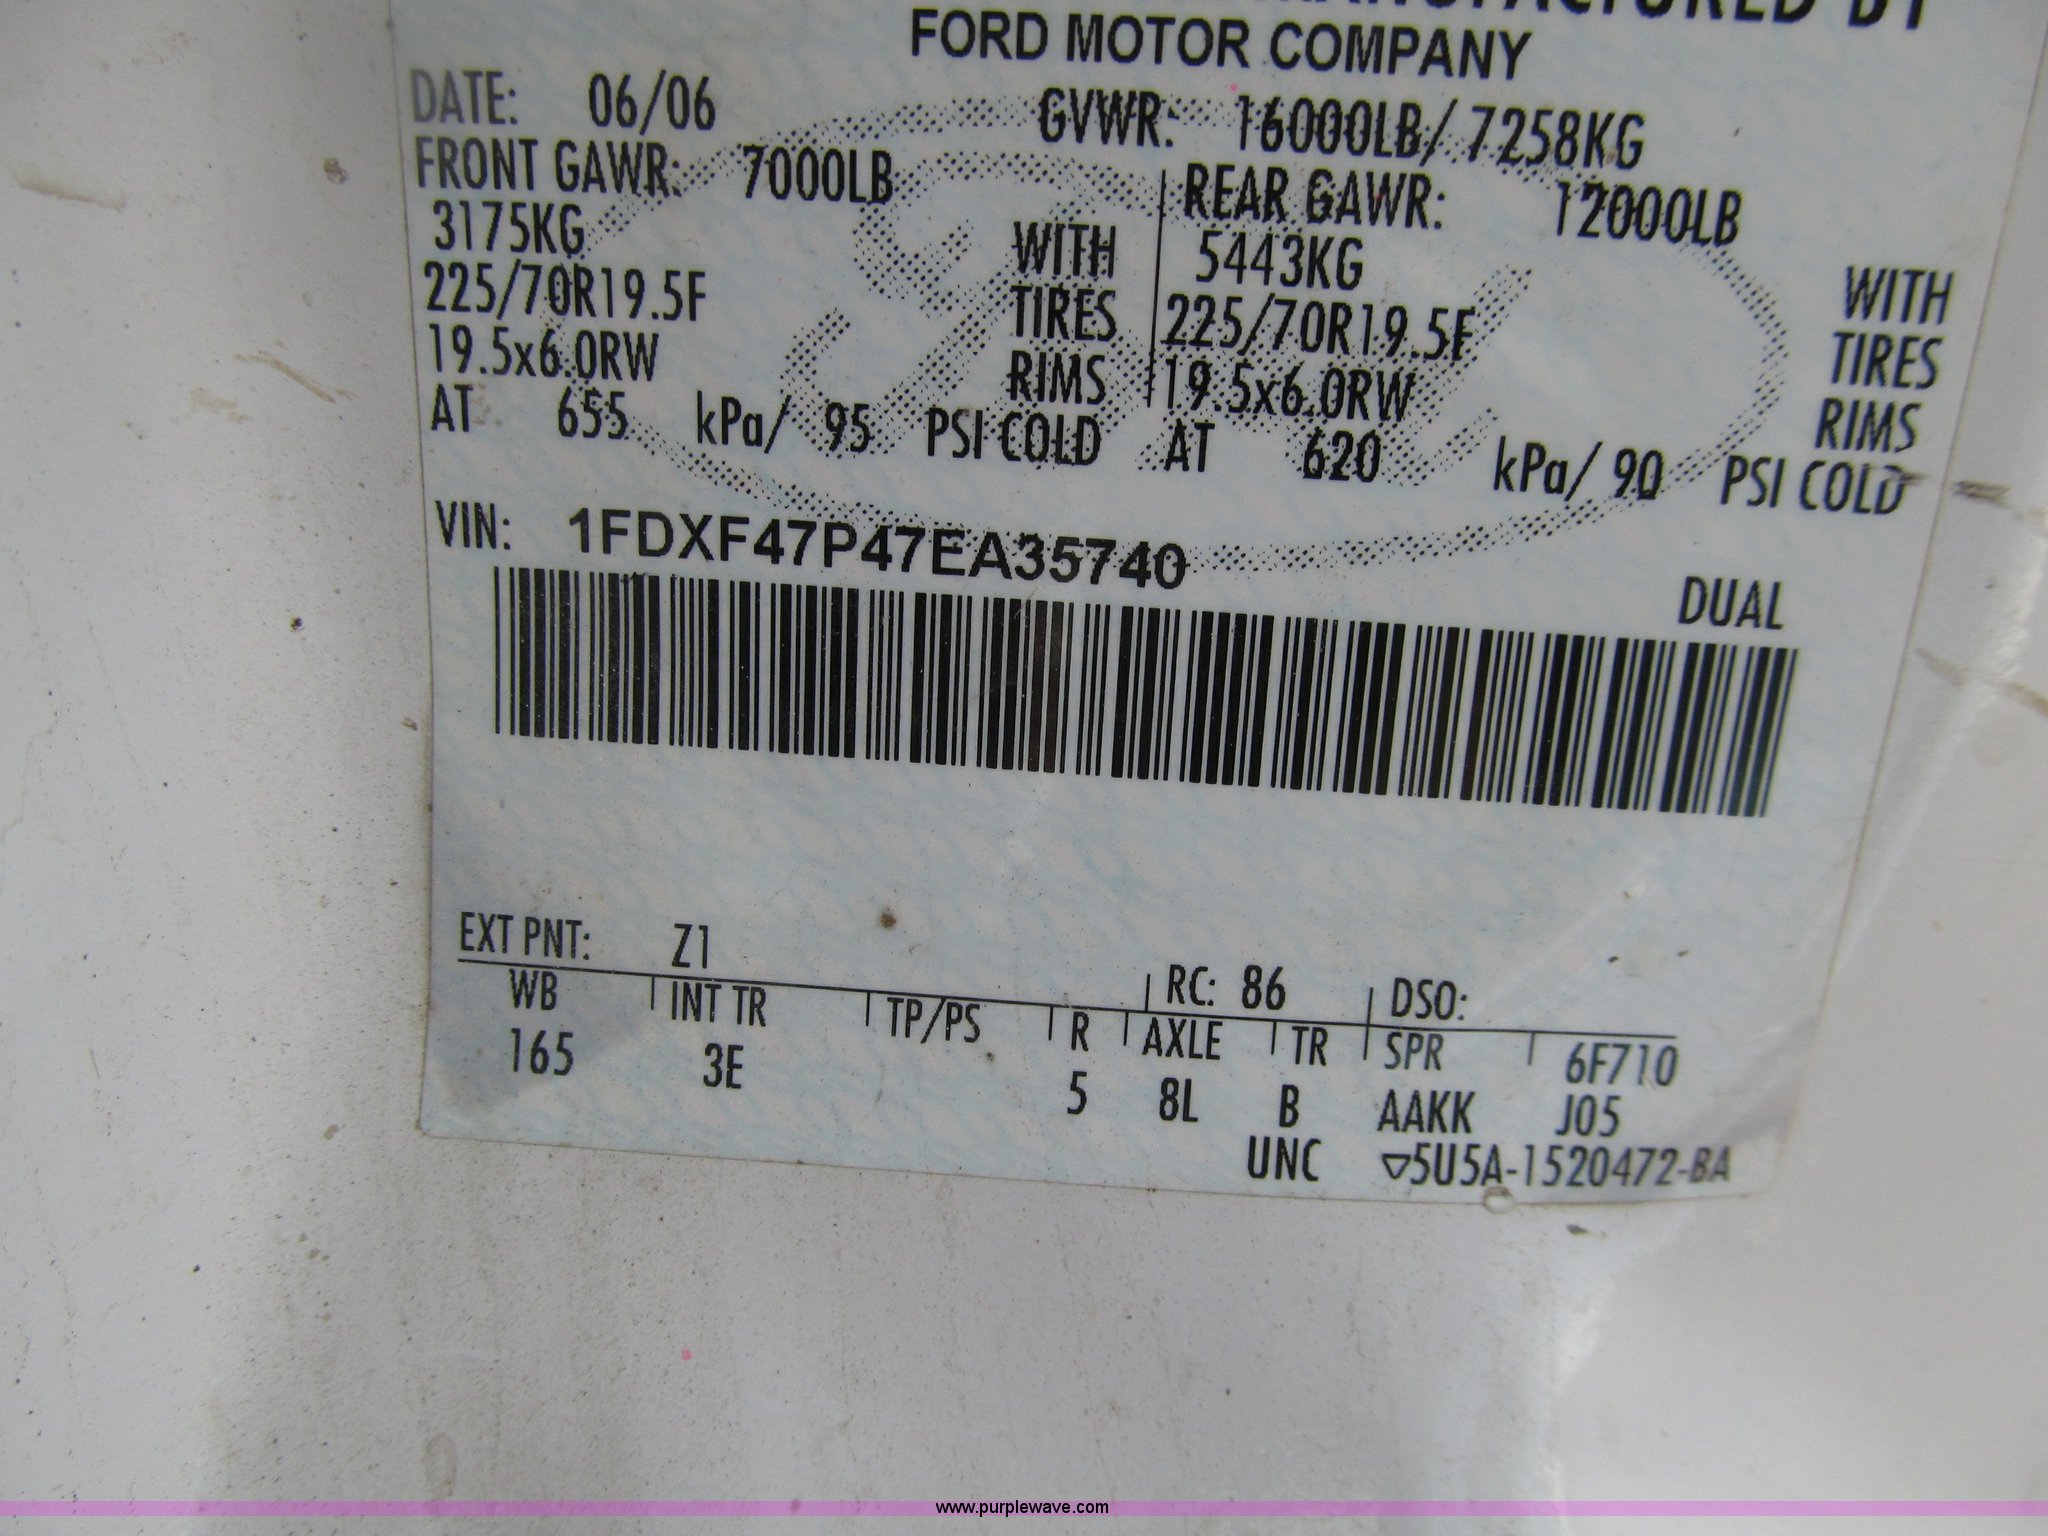 MANUFACTURED BY
FORD MOTOR COMPANY
DATE: 06/06 GVWR: 16000LB/ 7258KG
FRONT GAWR: 7000LB REAR GAWR: 12000LB
3175KG WITH 5443KG WITH
225/70R19.5F TIRES 225/70R19.5F TIRES
19.5x6.0RW RIMS 19.5x6.0RW RIMS
AT 655 kPa/ 95 PSI COLD AT 620 kPa/ 90 PSI COLD
VIN: 1FDXF47P47EA35740
DUAL
EXT PNT: Z1 RC: 86 DSO:
WB INT TR TP/PS R AXLE TR SPR 6F710
165 3E 5 8L B AAKK J05
UNC ▽5U5A-1520472-BA
www.purplewave.com